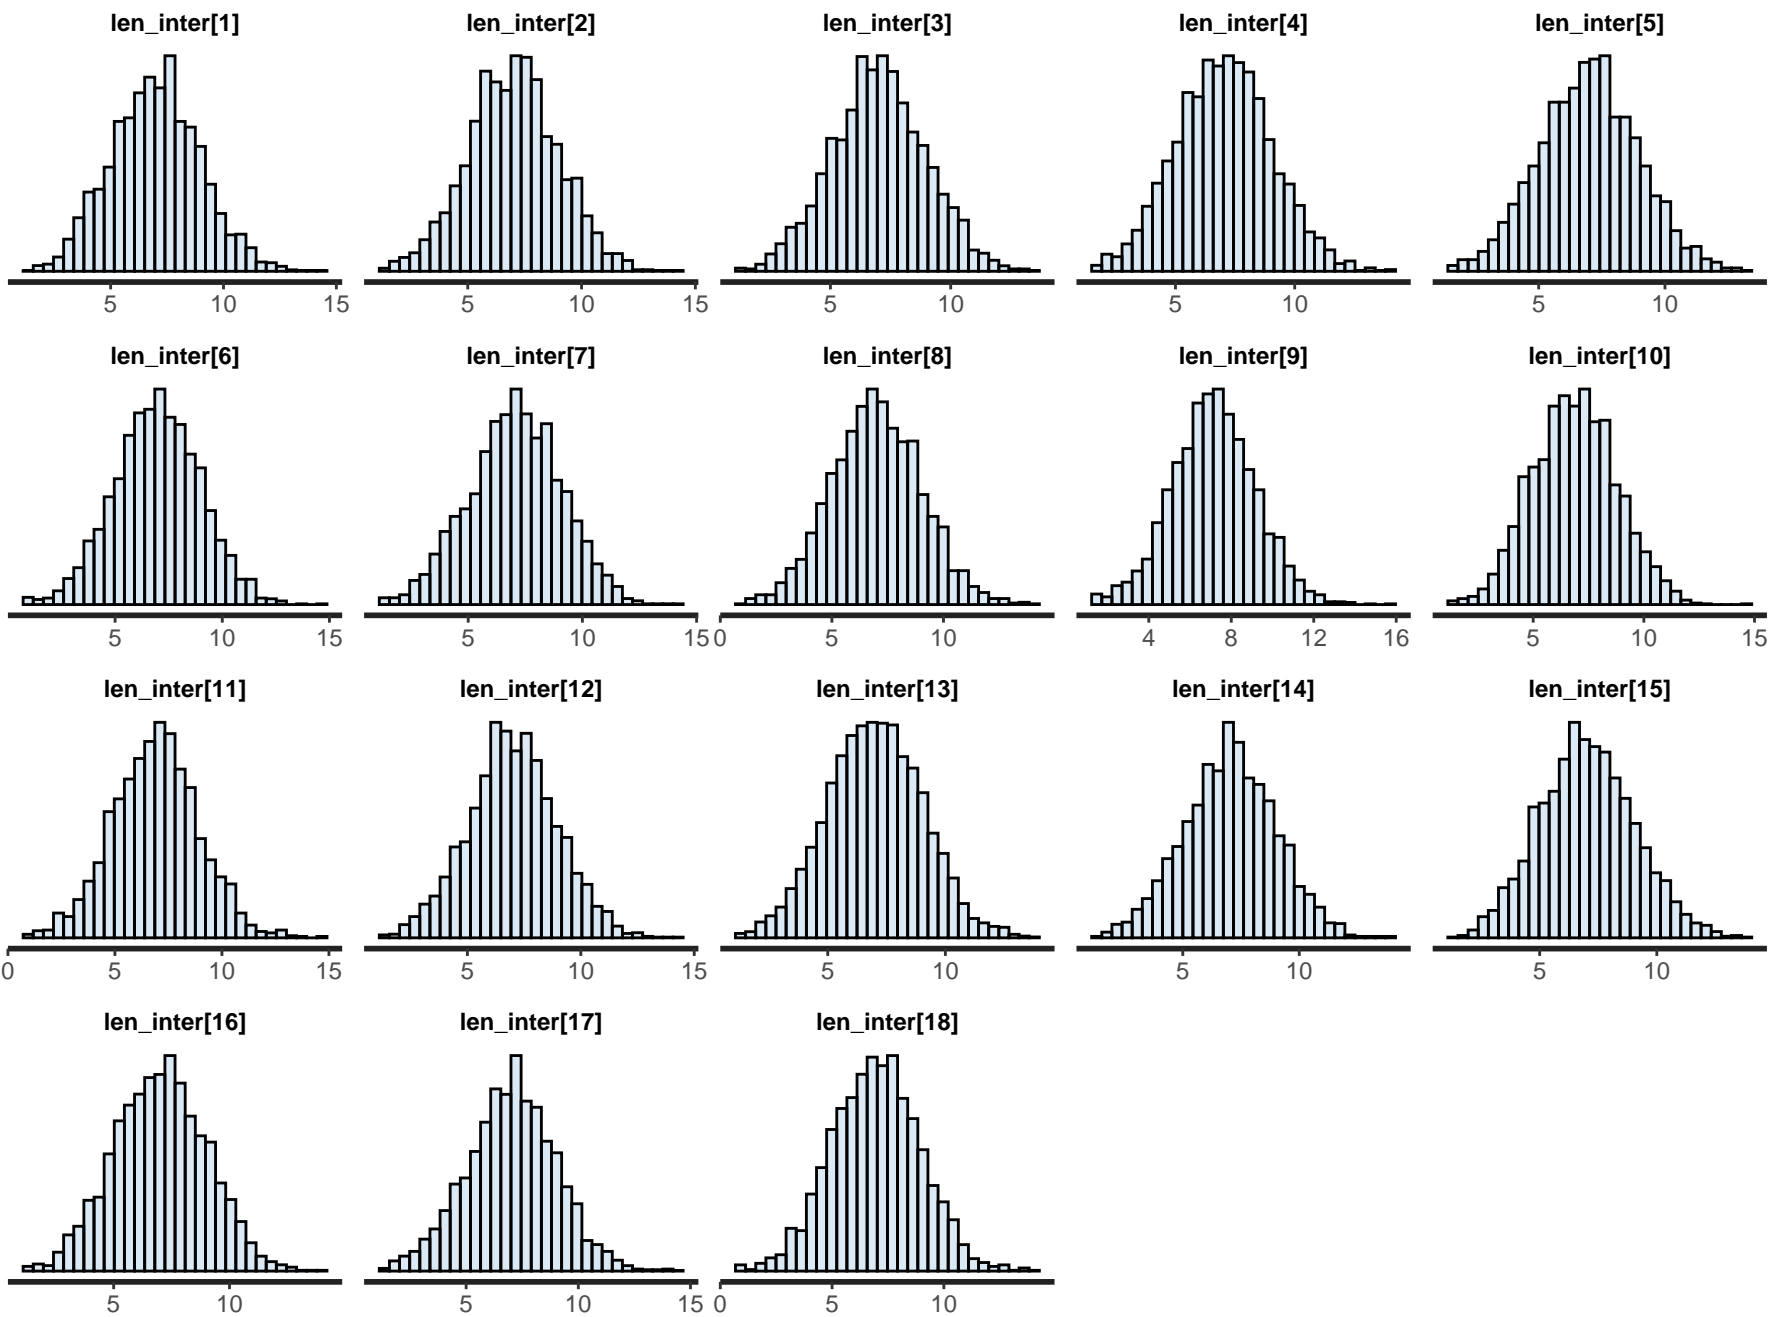 len_inter[1] len_inter[2] len_inter[3] len_inter[4] len_inter[5]
5 10 15 5 10 15 5 10 5 10 5 10
len_inter[6] len_inter[7] len_inter[8] len_inter[9] len_inter[10]
5 10 15 5 10 15 0 5 10 4 8 12 16 5 10 15
len_inter[11] len_inter[12] len_inter[13] len_inter[14] len_inter[15]
0 5 10 15 5 10 15 5 10 5 10 5 10
len_inter[16] len_inter[17] len_inter[18]
5 10 5 10 15 0 5 10